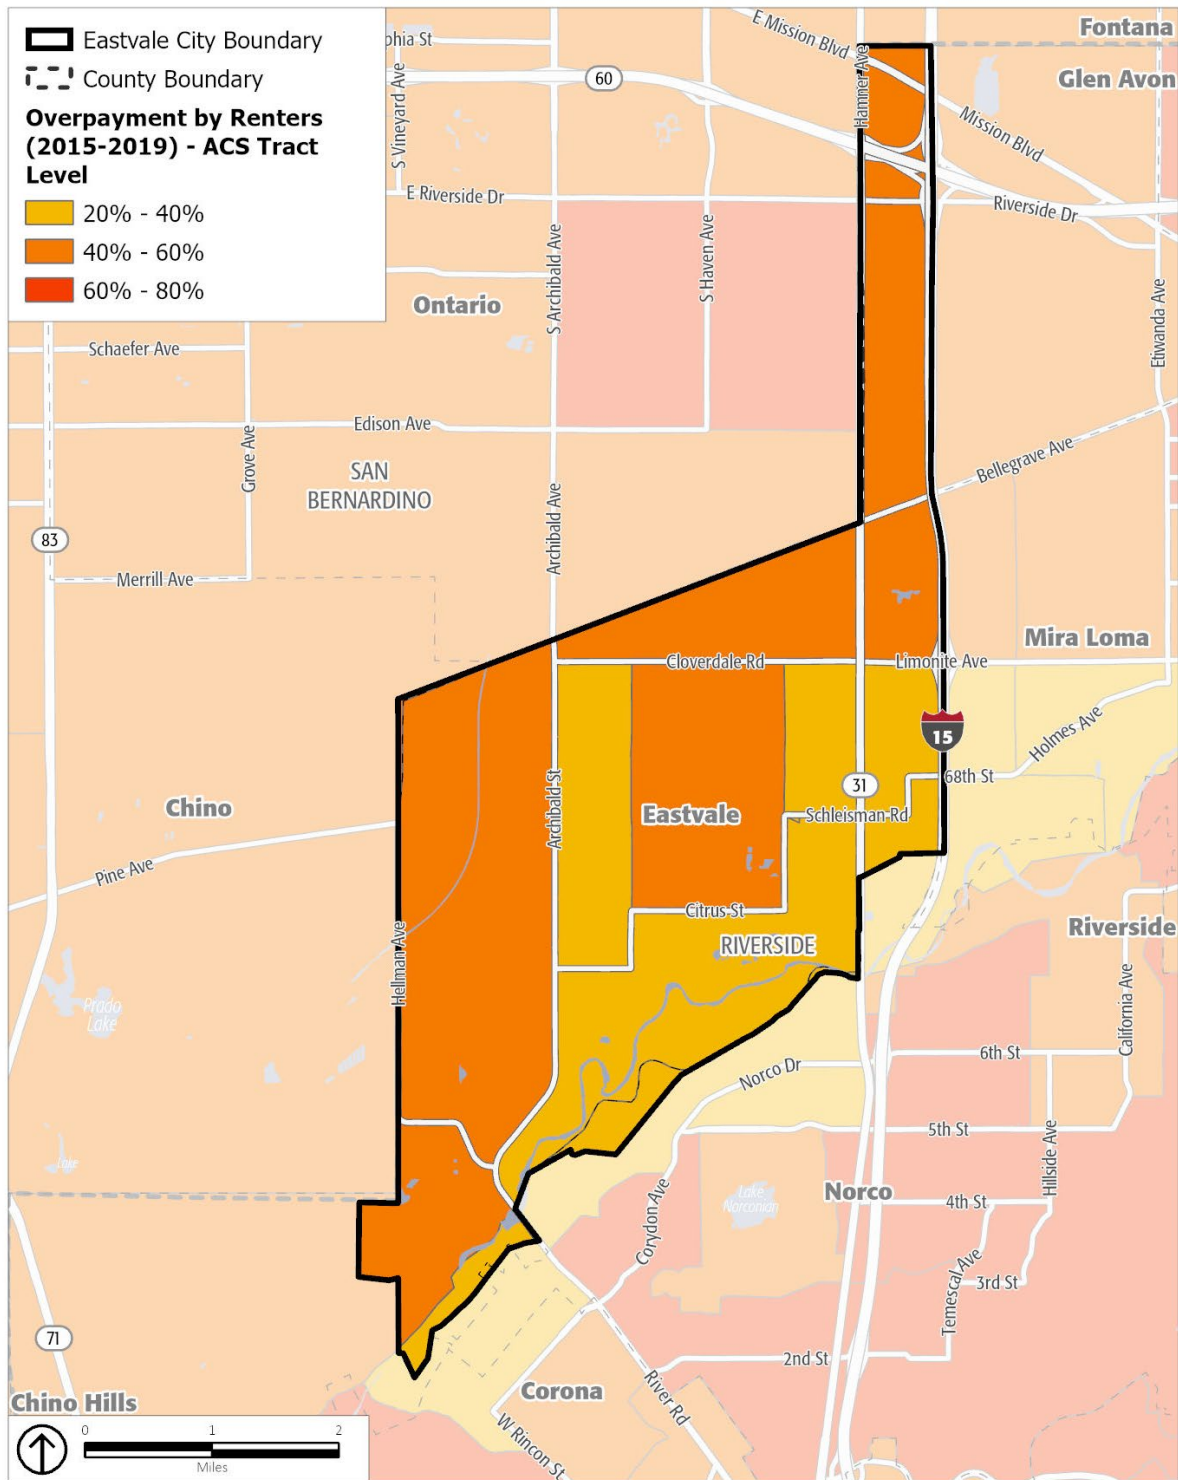 Eastvale City Boundary
County Boundary
Overpayment by Renters
(2015-2019) - ACS Tract
Level
20% - 40%
40% - 60%
60% - 80%
phia St
S Vineyard Ave
60
E Mission Blvd
Hamner Ave
Fontana
Glen Avon
Mission Blvd
E Riverside Dr
Riverside Dr
S Archibald Ave
S Haven Ave
Etiwanda Ave
Ontario
Schaefer Ave
Edison Ave
Grove Ave
SAN
BERNARDINO
Bellegrave Ave
83
Archibald Ave
Merrill Ave
Mira Loma
Cloverdale Rd
Limonite Ave
15
Holmes Ave
68th St
31
Chino
Archibald St
Eastvale
Schleisman Rd
Pine Ave
Citrus St
RIVERSIDE
Riverside
Hellman Ave
Prado
Lake
California Ave
6th St
Norco Dr
5th St
Lake
Hillside Ave
Norco
4th St
Lake
Norconian
Corydon Ave
Temescal Ave
3rd St
71
2nd St
Chino Hills
Corona
River Rd
W Rincon St
0
1
2
Miles